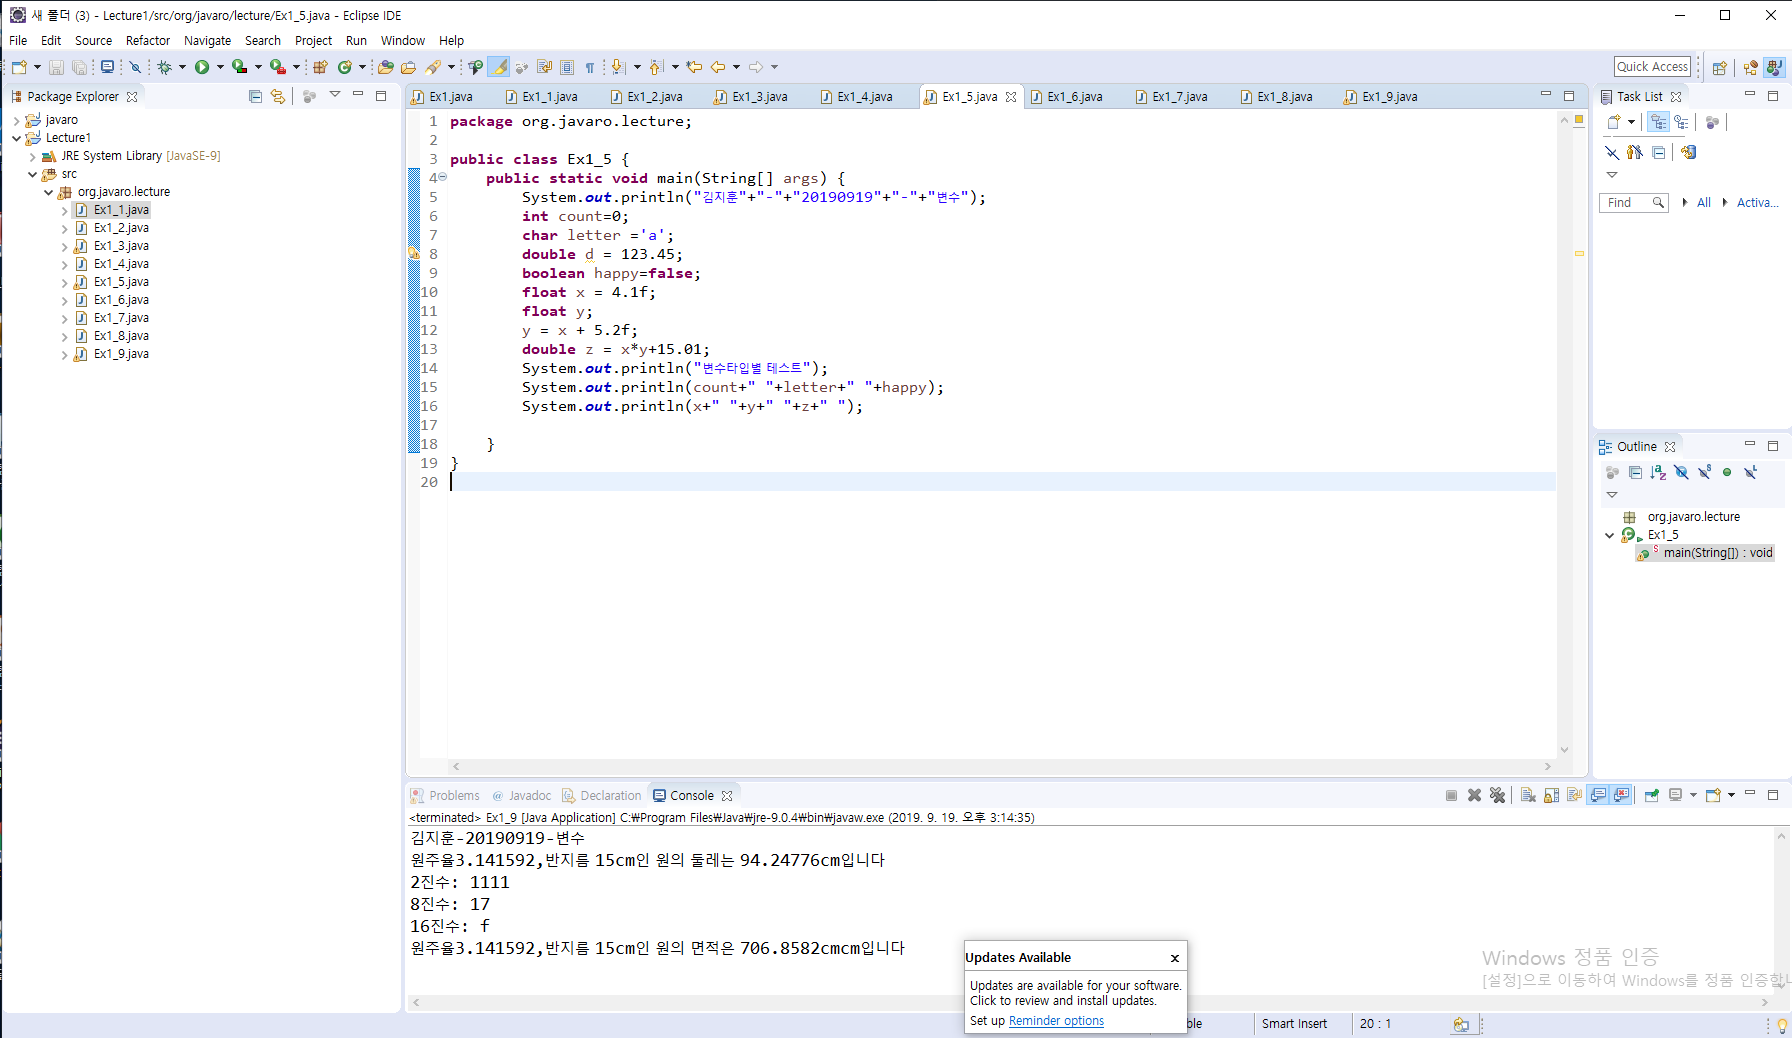 새 폴더 (3) - Lecture1/src/org/javaro/lecture/Ex1_5.java - Eclipse IDE
File Edit Source Refactor Navigate Search Project Run Window Help
Quick Access
Package Explorer
javaro
Lecture1
JRE System Library [JavaSE-9]
src
org.javaro.lecture
Ex1_1.java
Ex1_2.java
Ex1_3.java
Ex1_4.java
Ex1_5.java
Ex1_6.java
Ex1_7.java
Ex1_8.java
Ex1_9.java
Ex1.java Ex1_1.java Ex1_2.java Ex1_3.java Ex1_4.java Ex1_5.java Ex1_6.java Ex1_7.java Ex1_8.java Ex1_9.java
1 package org.javaro.lecture;
2
3 public class Ex1_5 {
4 public static void main(String[] args) {
5 System.out.println("김지훈"+"-"+"20190919"+"-"+"변수");
6 int count=0;
7 char letter ='a';
8 double d = 123.45;
9 boolean happy=false;
10 float x = 4.1f;
11 float y;
12 y = x + 5.2f;
13 double z = x*y+15.01;
14 System.out.println("변수타입별 테스트");
15 System.out.println(count+" "+letter+" "+happy);
16 System.out.println(x+" "+y+" "+z+" ");
17
18 }
19 }
20
Task List
Find All Activa...
Outline
org.javaro.lecture
Ex1_5
main(String[]) : void
Problems @ Javadoc Declaration Console
<terminated> Ex1_9 [Java Application] C:₩Program Files₩Java₩jre-9.0.4₩bin₩javaw.exe (2019. 9. 19. 오후 3:14:35)
김지훈-20190919-변수
원주율3.141592,반지름 15cm인 원의 둘레는 94.24776cm입니다
2진수: 1111
8진수: 17
16진수: f
원주율3.141592,반지름 15cm인 원의 면적은 706.8582cmcm입니다
Updates Available
Updates are available for your software.
Click to review and install updates.
Set up Reminder options
Windows 정품 인증
[설정]으로 이동하여 Windows를 정품 인증합니
ble Smart Insert 20 : 1